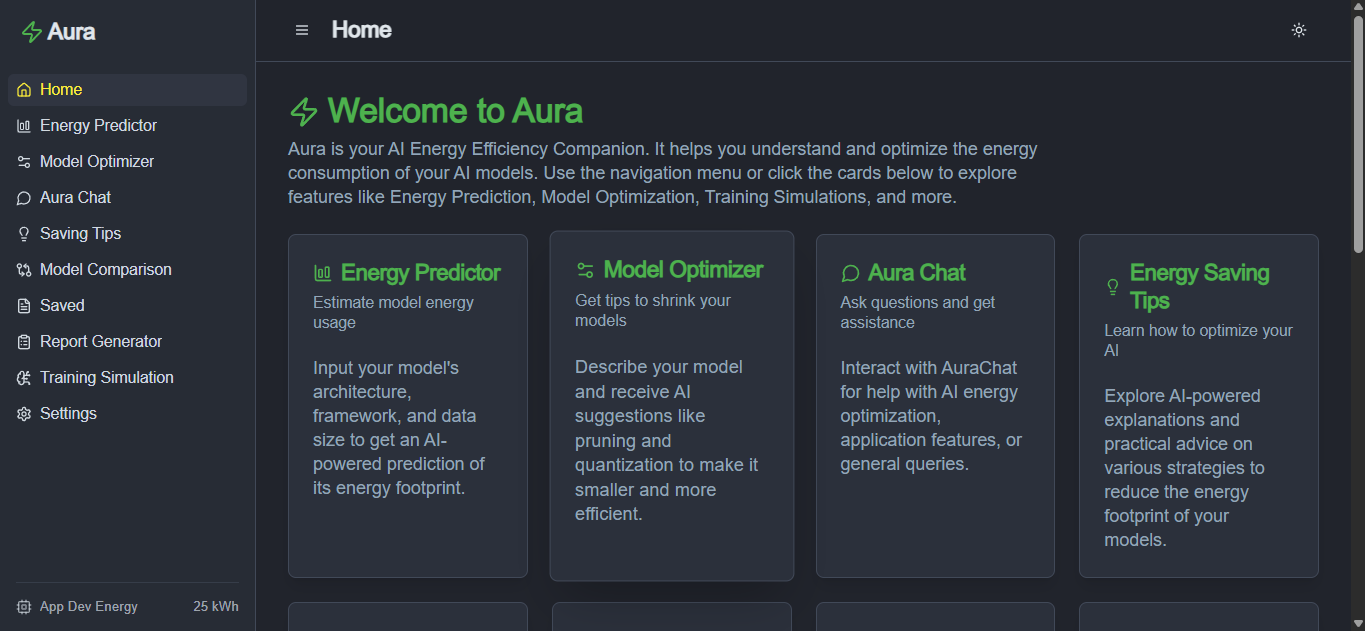 Aura
Home
Energy Predictor
Model Optimizer
Aura Chat
Saving Tips
Model Comparison
Saved
Report Generator
Training Simulation
Settings
App Dev Energy 25 kWh
Home
Welcome to Aura
Aura is your AI Energy Efficiency Companion. It helps you understand and optimize the energy
consumption of your AI models. Use the navigation menu or click the cards below to explore
features like Energy Prediction, Model Optimization, Training Simulations, and more.
Energy Predictor
Estimate model energy
usage
Input your model's
architecture,
framework, and data
size to get an AI-
powered prediction of
its energy footprint.
Model Optimizer
Get tips to shrink your
models
Describe your model
and receive AI
suggestions like
pruning and
quantization to make it
smaller and more
efficient.
Aura Chat
Ask questions and get
assistance
Interact with AuraChat
for help with AI energy
optimization,
application features, or
general queries.
Energy Saving
Tips
Learn how to optimize your
AI
Explore AI-powered
explanations and
practical advice on
various strategies to
reduce the energy
footprint of your
models.